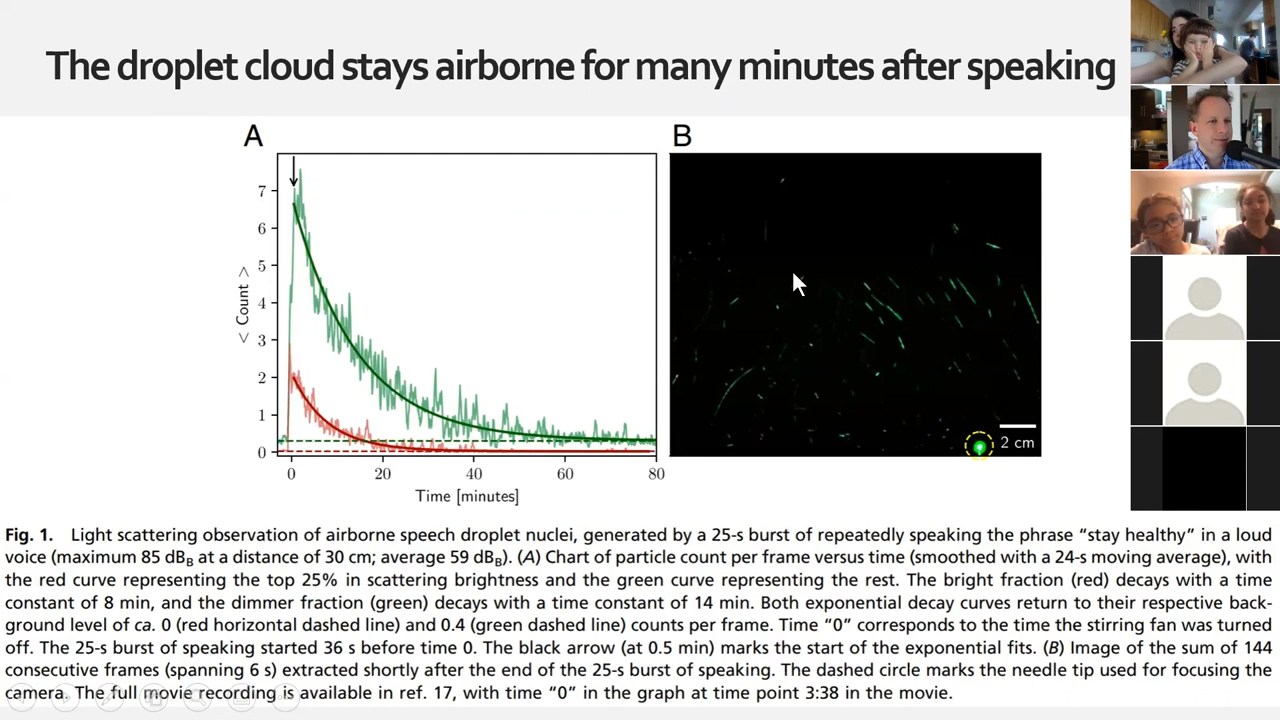 The droplet cloud stays airborne for many minutes after speaking
A
B
7
6
5
4
3
2
1
0
< Count >
0 20 40 60 80
Time [minutes]
2 cm
Fig. 1. Light scattering observation of airborne speech droplet nuclei, generated by a 25-s burst of repeatedly speaking the phrase “stay healthy” in a loud
voice (maximum 85 dBB at a distance of 30 cm; average 59 dBB). (A) Chart of particle count per frame versus time (smoothed with a 24-s moving average), with
the red curve representing the top 25% in scattering brightness and the green curve representing the rest. The bright fraction (red) decays with a time
constant of 8 min, and the dimmer fraction (green) decays with a time constant of 14 min. Both exponential decay curves return to their respective back-
ground level of ca. 0 (red horizontal dashed line) and 0.4 (green dashed line) counts per frame. Time ”0” corresponds to the time the stirring fan was turned
off. The 25-s burst of speaking started 36 s before time 0. The black arrow (at 0.5 min) marks the start of the exponential fits. (B) Image of the sum of 144
consecutive frames (spanning 6 s) extracted shortly after the end of the 25-s burst of speaking. The dashed circle marks the needle tip used for focusing the
camera. The full movie recording is available in ref. 17, with time “0” in the graph at time point 3:38 in the movie.